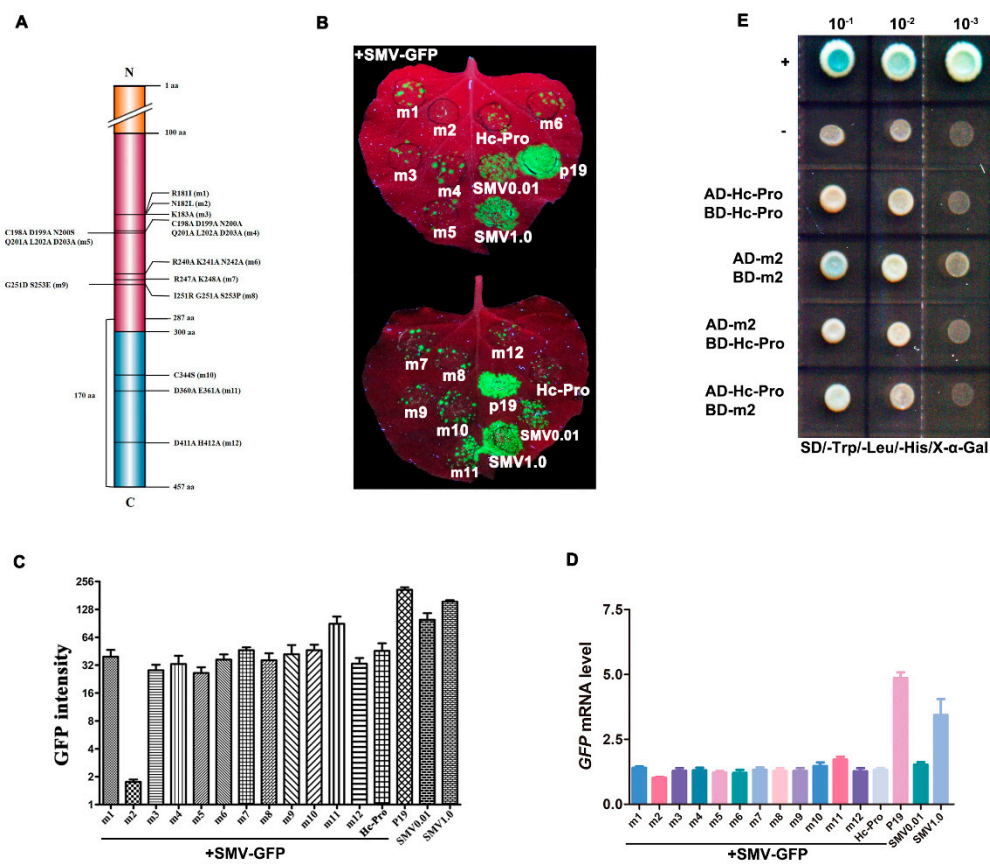 A
N
1 aa
100 aa
R181I (m1)
N182L (m2)
K183A (m3)
C198A D199A N200A
Q201A L202A D203A (m4)
C198A D199A N200S
Q201A L202A D203A (m5)
R240A K241A N242A (m6)
R247A K248A (m7)
G251D S253E (m9)
I251R G251A S253P (m8)
287 aa
300 aa
C344S (m10)
170 aa
D360A E361A (m11)
D411A H412A (m12)
457 aa
C
B
+SMV-GFP
m1
m2
Hc-Pro
m6
m3
m4
SMV0.01
p19
m5
SMV1.0
m7
m8
m12
Hc-Pro
m9
p19
m10
SMV0.01
SMV1.0
m11
E
10-1 10-2 10-3
+
-
AD-Hc-Pro
BD-Hc-Pro
AD-m2
BD-m2
AD-m2
BD-Hc-Pro
AD-Hc-Pro
BD-m2
SD/-Trp/-Leu/-His/X-α-Gal
C
GFP intensity
256
128
64
32
16
8
4
2
1
m1 m2 m3 m4 m5 m6 m7 m8 m9 m10 m11 m12 Hc-Pro P19 SMV0.01 SMV1.0
+SMV-GFP
D
GFP mRNA level
7.5
5.0
2.5
0.0
m1 m2 m3 m4 m5 m6 m7 m8 m9 m10 m11 m12 Hc-Pro P19 SMV0.01 SMV1.0
+SMV-GFP